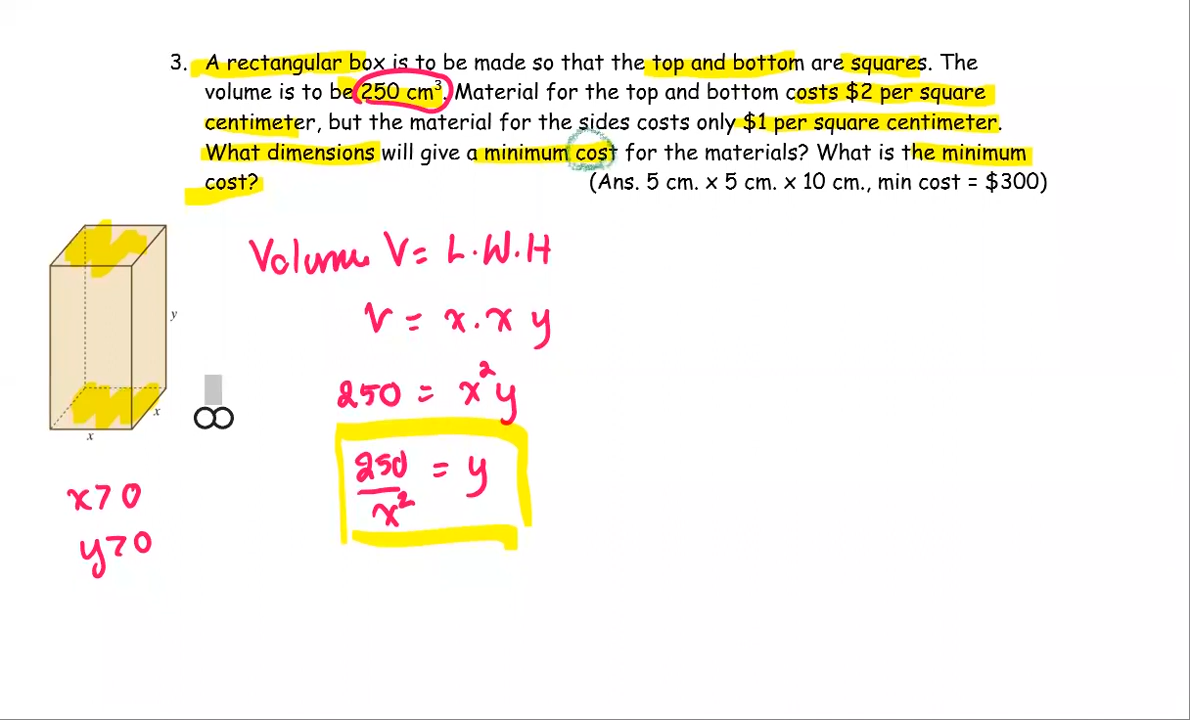 3. A rectangular box is to be made so that the top and bottom are squares. The
volume is to be 250 cm³. Material for the top and bottom costs $2 per square
centimeter, but the material for the sides costs only $1 per square centimeter.
What dimensions will give a minimum cost for the materials? What is the minimum
cost? (Ans. 5 cm. x 5 cm. x 10 cm., min cost = $300)
Volume V = L·W·H
V = x·x y
250 = x²y
250/x² = y
y
x
x
x>0
y>0